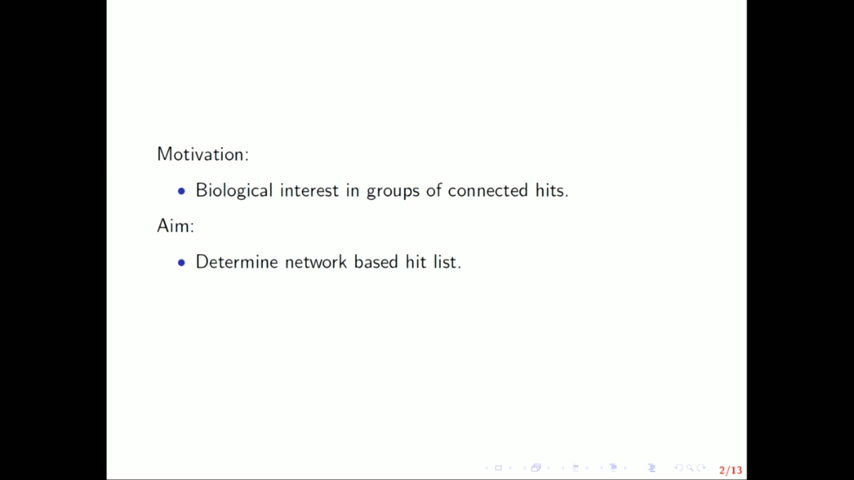 Motivation:
• Biological interest in groups of connected hits.
Aim:
• Determine network based hit list.
2/13